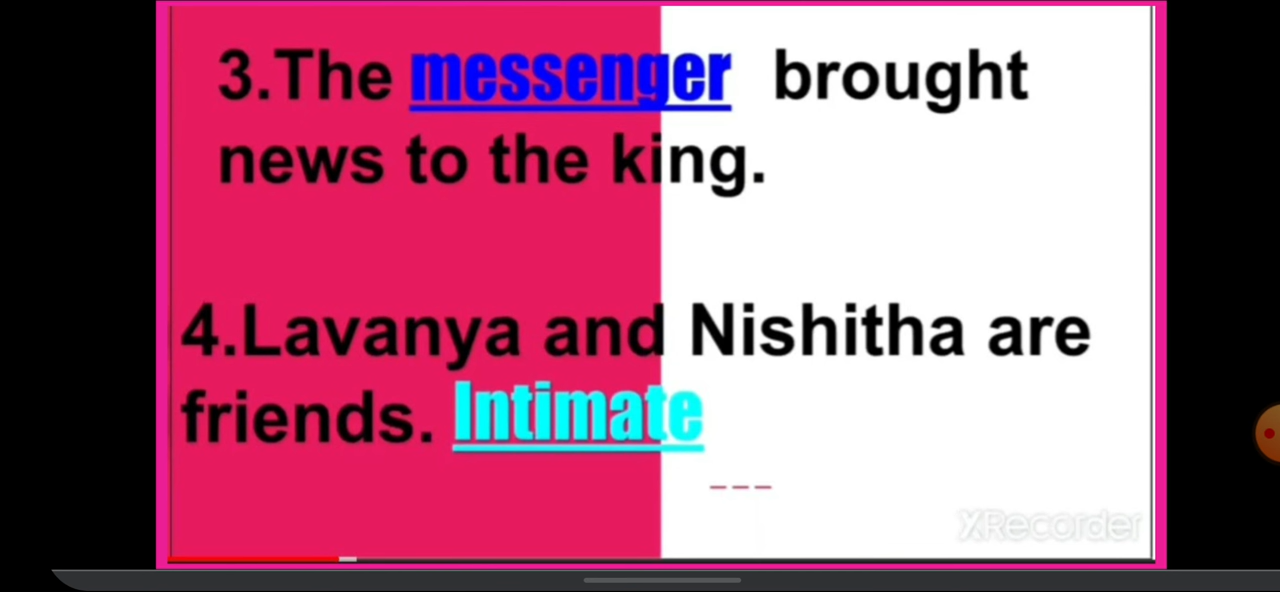 3.The messenger brought
news to the king.
4.Lavanya and Nishitha are
friends. Intimate
XRecorder